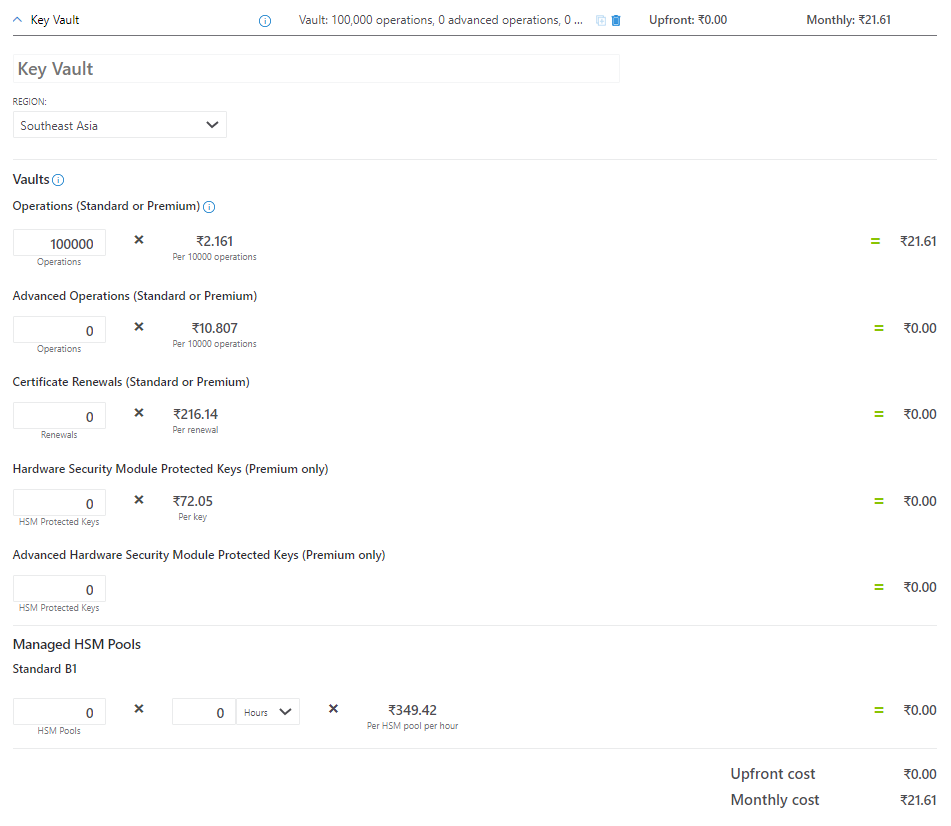 Key Vault Vault: 100,000 operations, 0 advanced operations, 0 ... Upfront: ₹0.00 Monthly: ₹21.61
Key Vault
REGION:
Southeast Asia
Vaults
Operations (Standard or Premium)
100000 × ₹2.161 = ₹21.61
Operations Per 10000 operations
Advanced Operations (Standard or Premium)
0 × ₹10.807 = ₹0.00
Operations Per 10000 operations
Certificate Renewals (Standard or Premium)
0 × ₹216.14 = ₹0.00
Renewals Per renewal
Hardware Security Module Protected Keys (Premium only)
0 × ₹72.05 = ₹0.00
HSM Protected Keys Per key
Advanced Hardware Security Module Protected Keys (Premium only)
0 = ₹0.00
HSM Protected Keys
Managed HSM Pools
Standard B1
0 × 0 Hours × ₹349.42 = ₹0.00
HSM Pools Per HSM pool per hour
Upfront cost ₹0.00
Monthly cost ₹21.61